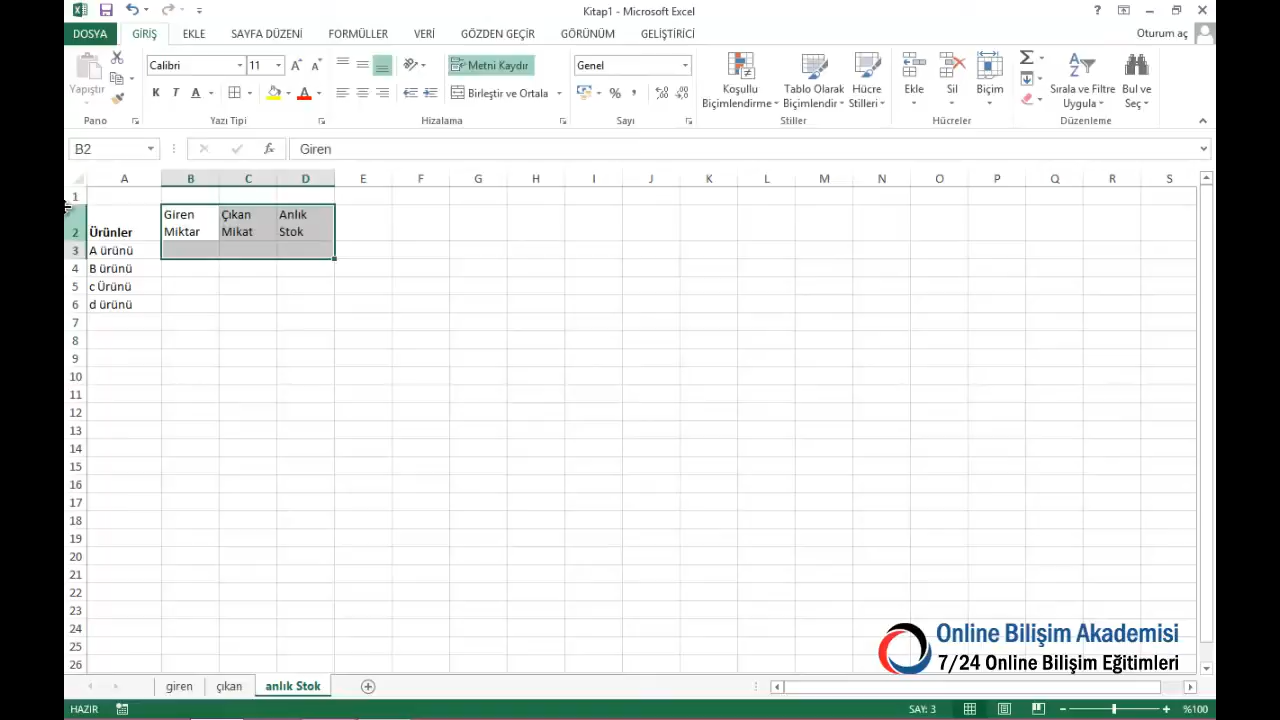 Kitap1 - Microsoft Excel
?
DOSYA GİRİŞ EKLE SAYFA DÜZENİ FORMÜLLER VERİ GÖZDEN GEÇİR GÖRÜNÜM GELİŞTİRİCİ Oturum aç
Yapıştır
Pano
Calibri 11 A A
K T A A
Yazı Tipi
Metni Kaydır
Birleştir ve Ortala
Hizalama
Genel
%
Sayı
Koşullu Biçimlendirme
Tablo Olarak Biçimlendir
Hücre Stilleri
Stiller
Ekle Sil Biçim
Hücreler
Sırala ve Filtre Uygula
Bul ve Seç
Düzenleme
B2 fx Giren
A B C D E F G H I J K L M N O P Q R S
1
2 Ürünler Giren Miktar Çıkan Mikat Anlık Stok
3 A ürünü
4 B ürünü
5 c Ürünü
6 d ürünü
7
8
9
10
11
12
13
14
15
16
17
18
19
20
21
22
23
24
25
26
Online Bilişim Akademisi
7/24 Online Bilişim Eğitimleri
giren çıkan anlık Stok
HAZIR SAY: 3 %100